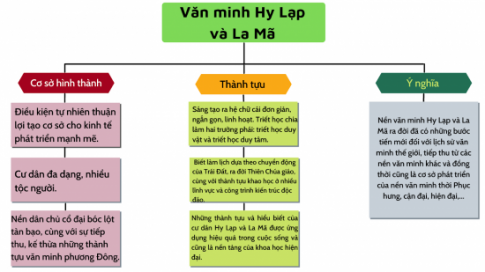 Văn minh Hy Lạp
và La Mã
Cơ sở hình thành
Điều kiện tự nhiên thuận
lợi tạo cơ sở cho kinh tế
phát triển mạnh mẽ.
Cư dân đa dạng, nhiều
tộc người.
Nền dân chủ cổ đại bóc lột
tàn bạo, cùng với sự tiếp
thu, kế thừa những thành
tựu văn minh phương Đông.
Thành tựu
Sáng tạo ra hệ chữ cái đơn giản,
ngắn gọn, linh hoạt. Triết học chia
làm hai trường phái: triết học duy
vật và triết học duy tâm,
Biết làm lịch dựa theo chuyển động
của Trái Đất, ra đời Thiên Chúa giáo,
cùng với thành tựu khoa học ở nhiều
lĩnh vực và công trình kiến trúc độc
đáo.
Những thành tựu và hiểu biết của
cư dân Hy Lạp và La Mã được ứng
dụng hiệu quả trong cuộc sống và
cũng là nền tảng của khoa học hiện
đại.
Ý nghĩa
Nền văn minh Hy Lạp và La
Mã ra đời đã có những bước
tiến mới đối với lịch sử văn
minh thế giới, tiếp thu từ các
nền văn minh khác và đồng
thời cũng là cơ sở phát triển
của nền văn minh thời Phục
hưng, cận đại, hiện đại,...